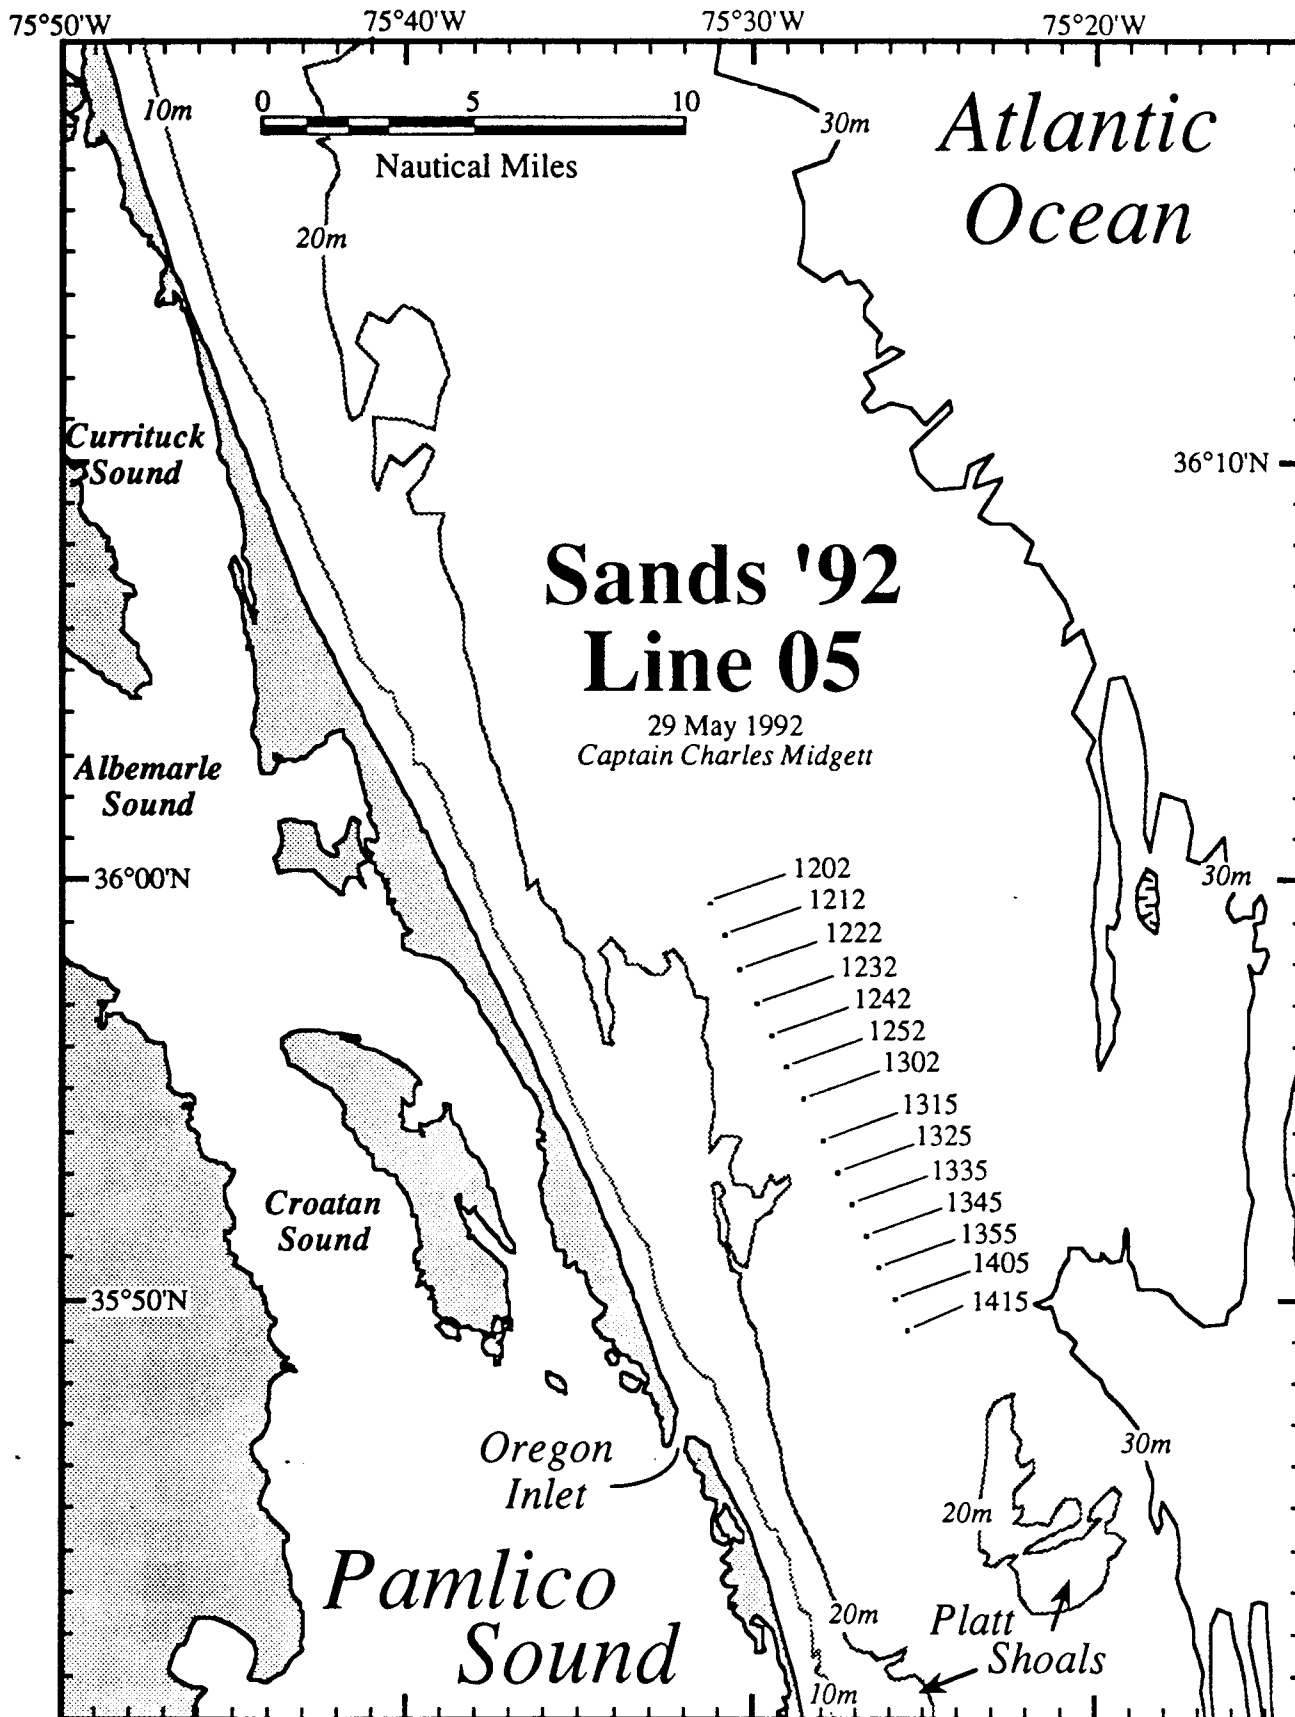 75°50'W 75°40'W 75°30'W 75°20'W
0 5 10
Nautical Miles
10m
30m
Atlantic
Ocean
20m
Currituck
Sound
36°10'N
Sands '92
Line 05
29 May 1992
Captain Charles Midgett
Albemarle
Sound
36°00'N
30m
1202
1212
1222
1232
1242
1252
1302
1315
1325
1335
1345
1355
1405
1415
Croatan
Sound
35°50'N
Oregon
Inlet
30m
20m
Pamlico
Sound
20m
Platt
Shoals
10m